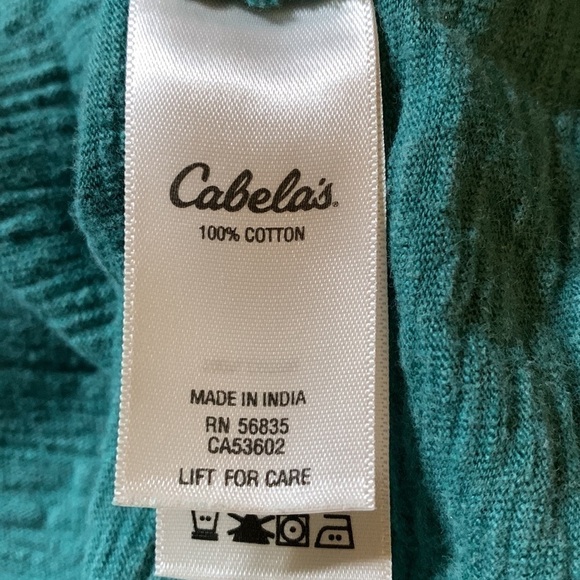 Cabela's.
100% COTTON
MADE IN INDIA
RN 56835
CA53602
LIFT FOR CARE